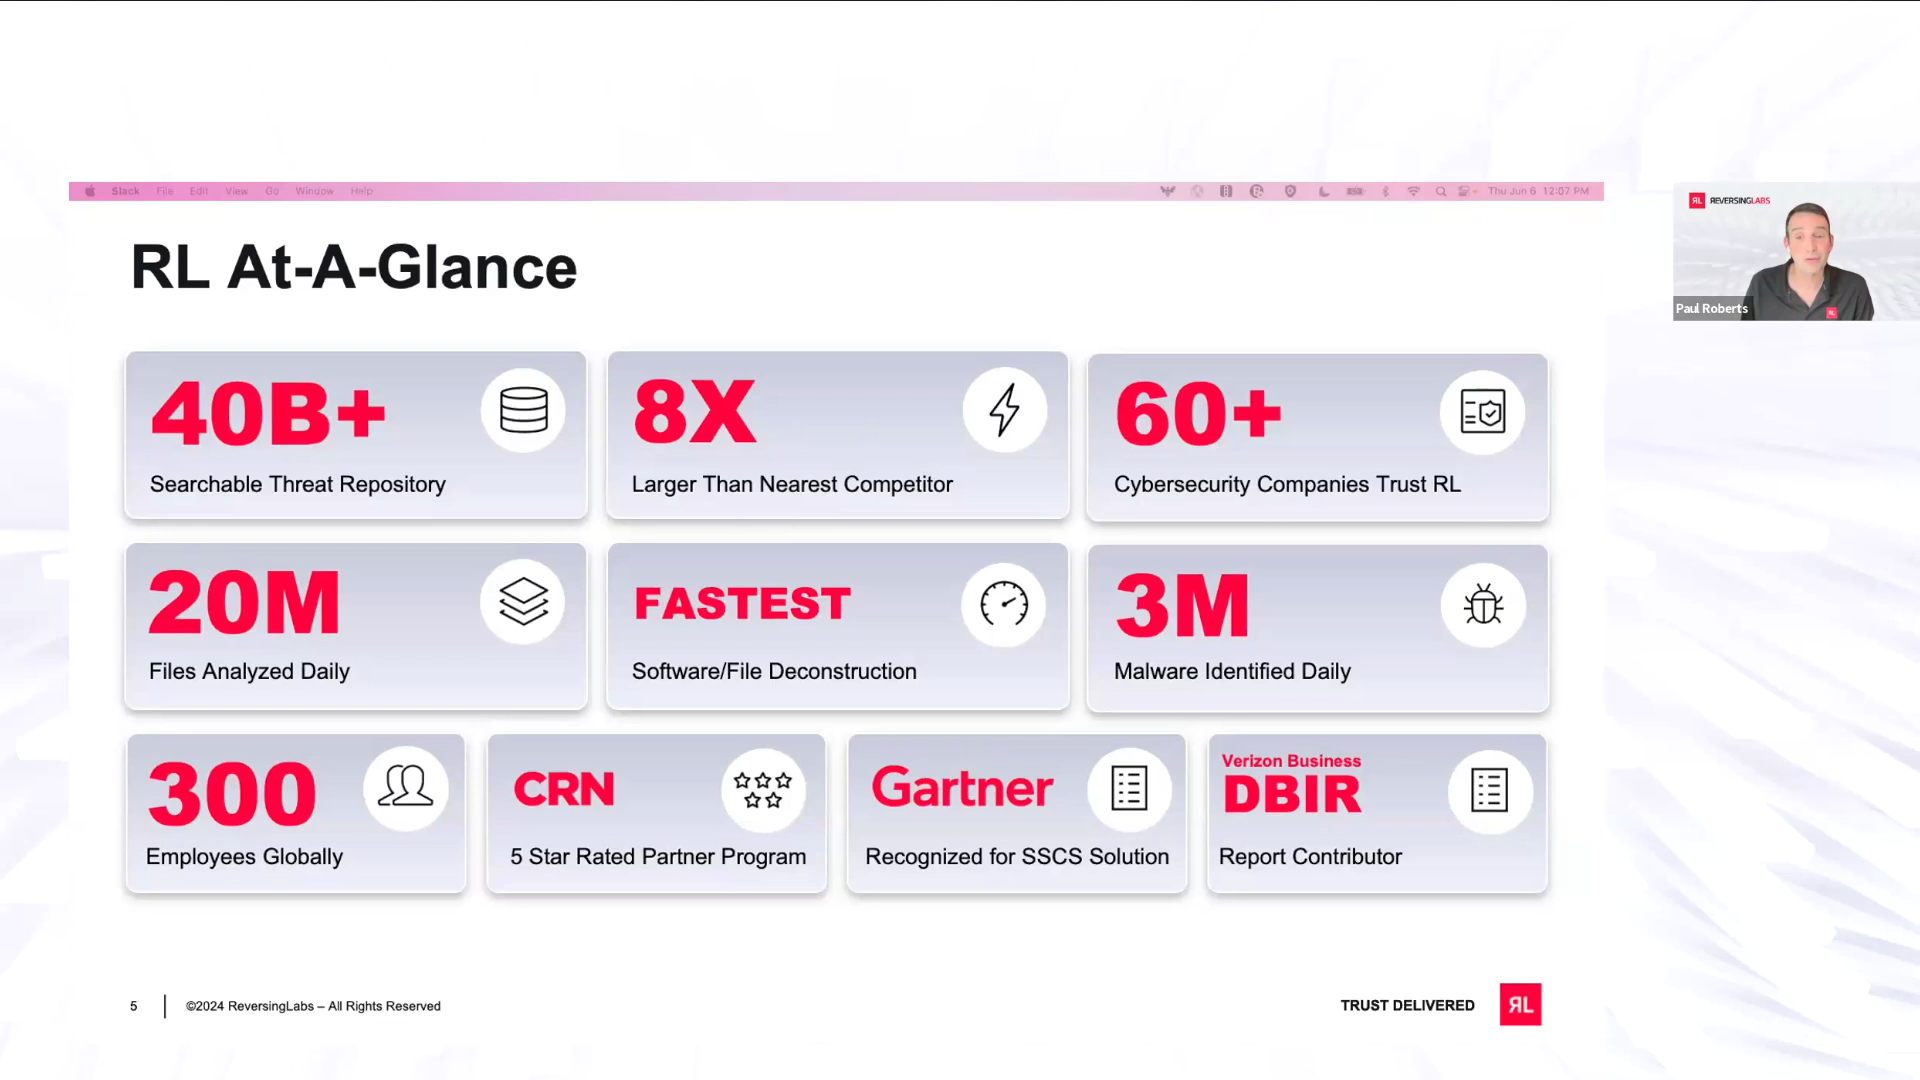 Slack File Edit View Go Window Help
Thu Jun 6 12:07 PM
RL At-A-Glance
RL REVERSINGLABS
Paul Roberts
40B+
Searchable Threat Repository
8X
Larger Than Nearest Competitor
60+
Cybersecurity Companies Trust RL
20M
Files Analyzed Daily
FASTEST
Software/File Deconstruction
3M
Malware Identified Daily
300
Employees Globally
CRN
5 Star Rated Partner Program
Gartner
Recognized for SSCS Solution
Verizon Business
DBIR
Report Contributor
5
©2024 ReversingLabs – All Rights Reserved
TRUST DELIVERED
RL